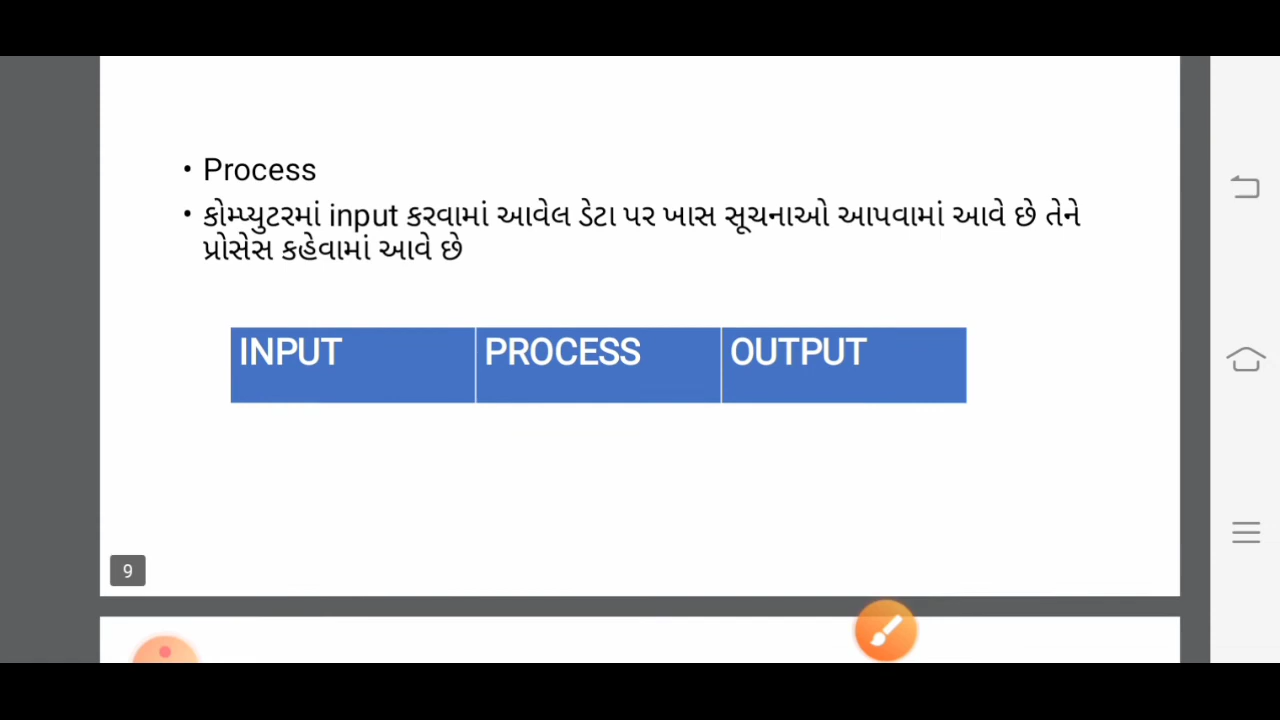 • Process
• કોમ્પ્યુટરમાં input કરવામાં આવેલ ડેટા પર ખાસ સૂચનાઓ આપવામાં આવે છે તેને
પ્રોસેસ કહેવામાં આવે છે
INPUT PROCESS OUTPUT
9